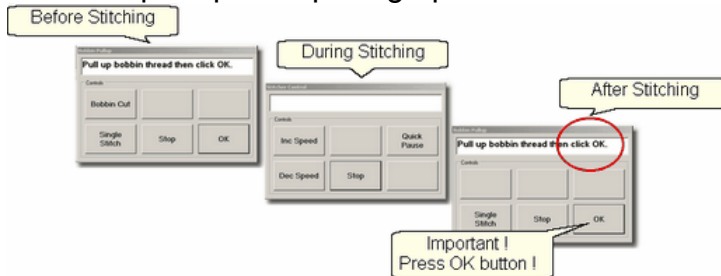 Before Stitching
Bobbin Pullup
Pull up bobbin thread then click OK.
Controls
Bobbin Cut
Single Stitch
Stop
OK
During Stitching
Stitcher Control
Controls
Inc Speed
Quick Pause
Dec Speed
Stop
After Stitching
Bobbin Pullup
Pull up bobbin thread then click OK.
Controls
Single Stitch
Stop
OK
Important !
Press OK button !